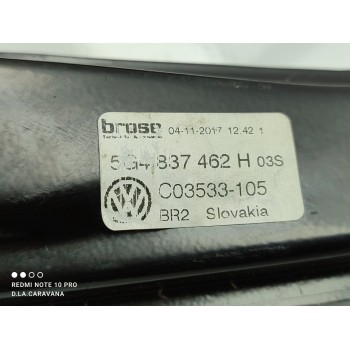 brose 04-11-2017 12.42 1
5G4 837 462 H 03S
C03533-105
BR2 Slovakia
REDMI NOTE 10 PRO
D.LA.CARAVANA